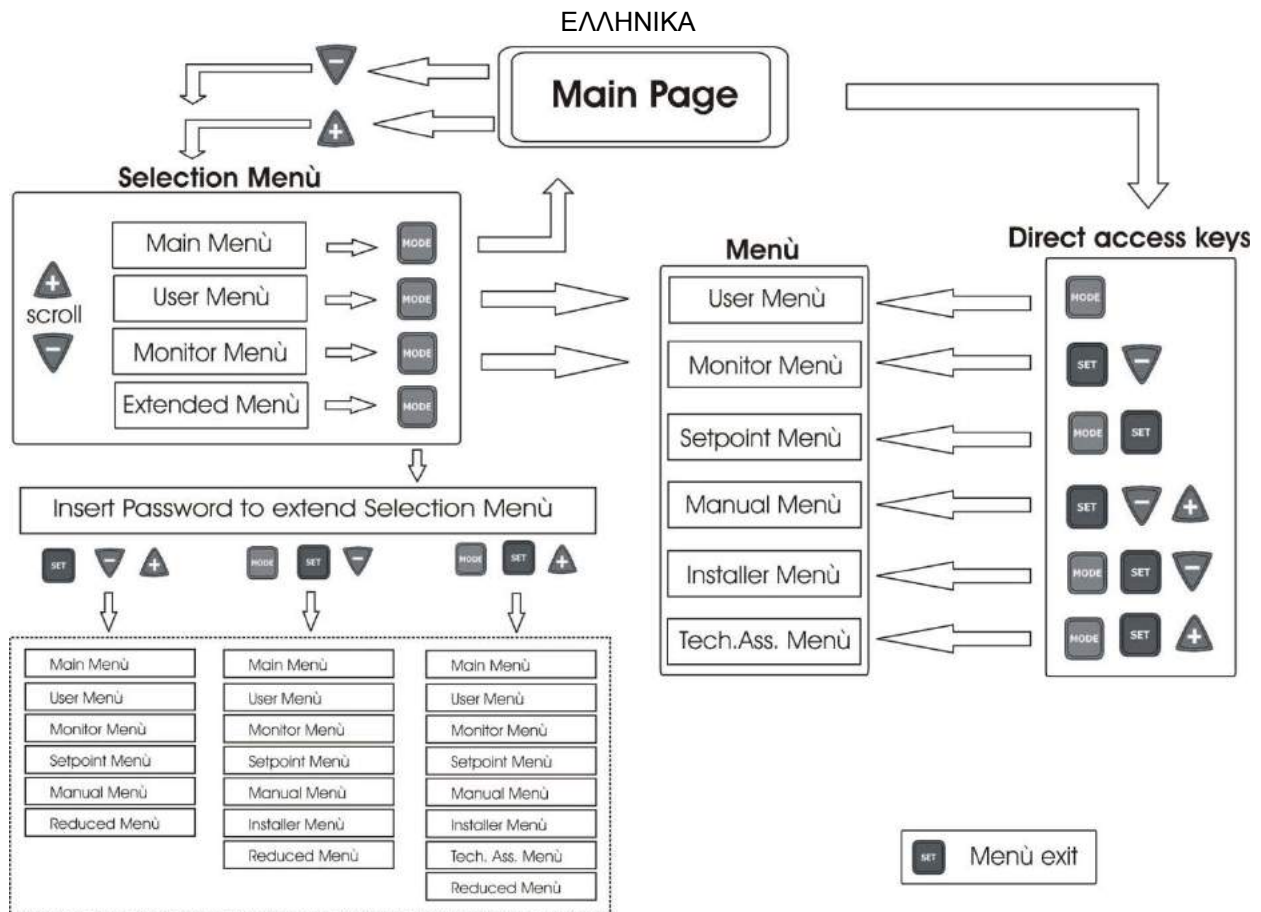 ΕΛΛΗΝΙΚΑ
Main Page
Selection Menù
Main Menù
MODE
User Menù
MODE
scroll
Monitor Menù
MODE
Extended Menù
MODE
Insert Password to extend Selection Menù
SET
MODE
SET
MODE
SET
Main Menù
User Menù
Monitor Menù
Setpoint Menù
Manual Menù
Reduced Menù
Main Menù
User Menù
Monitor Menù
Setpoint Menù
Manual Menù
Installer Menù
Reduced Menù
Main Menù
User Menù
Monitor Menù
Setpoint Menù
Manual Menù
Installer Menù
Tech. Ass. Menù
Reduced Menù
Menù
User Menù
Monitor Menù
Setpoint Menù
Manual Menù
Installer Menù
Tech.Ass. Menù
Direct access keys
MODE
SET
MODE SET
SET
MODE SET
MODE SET
SET Menù exit